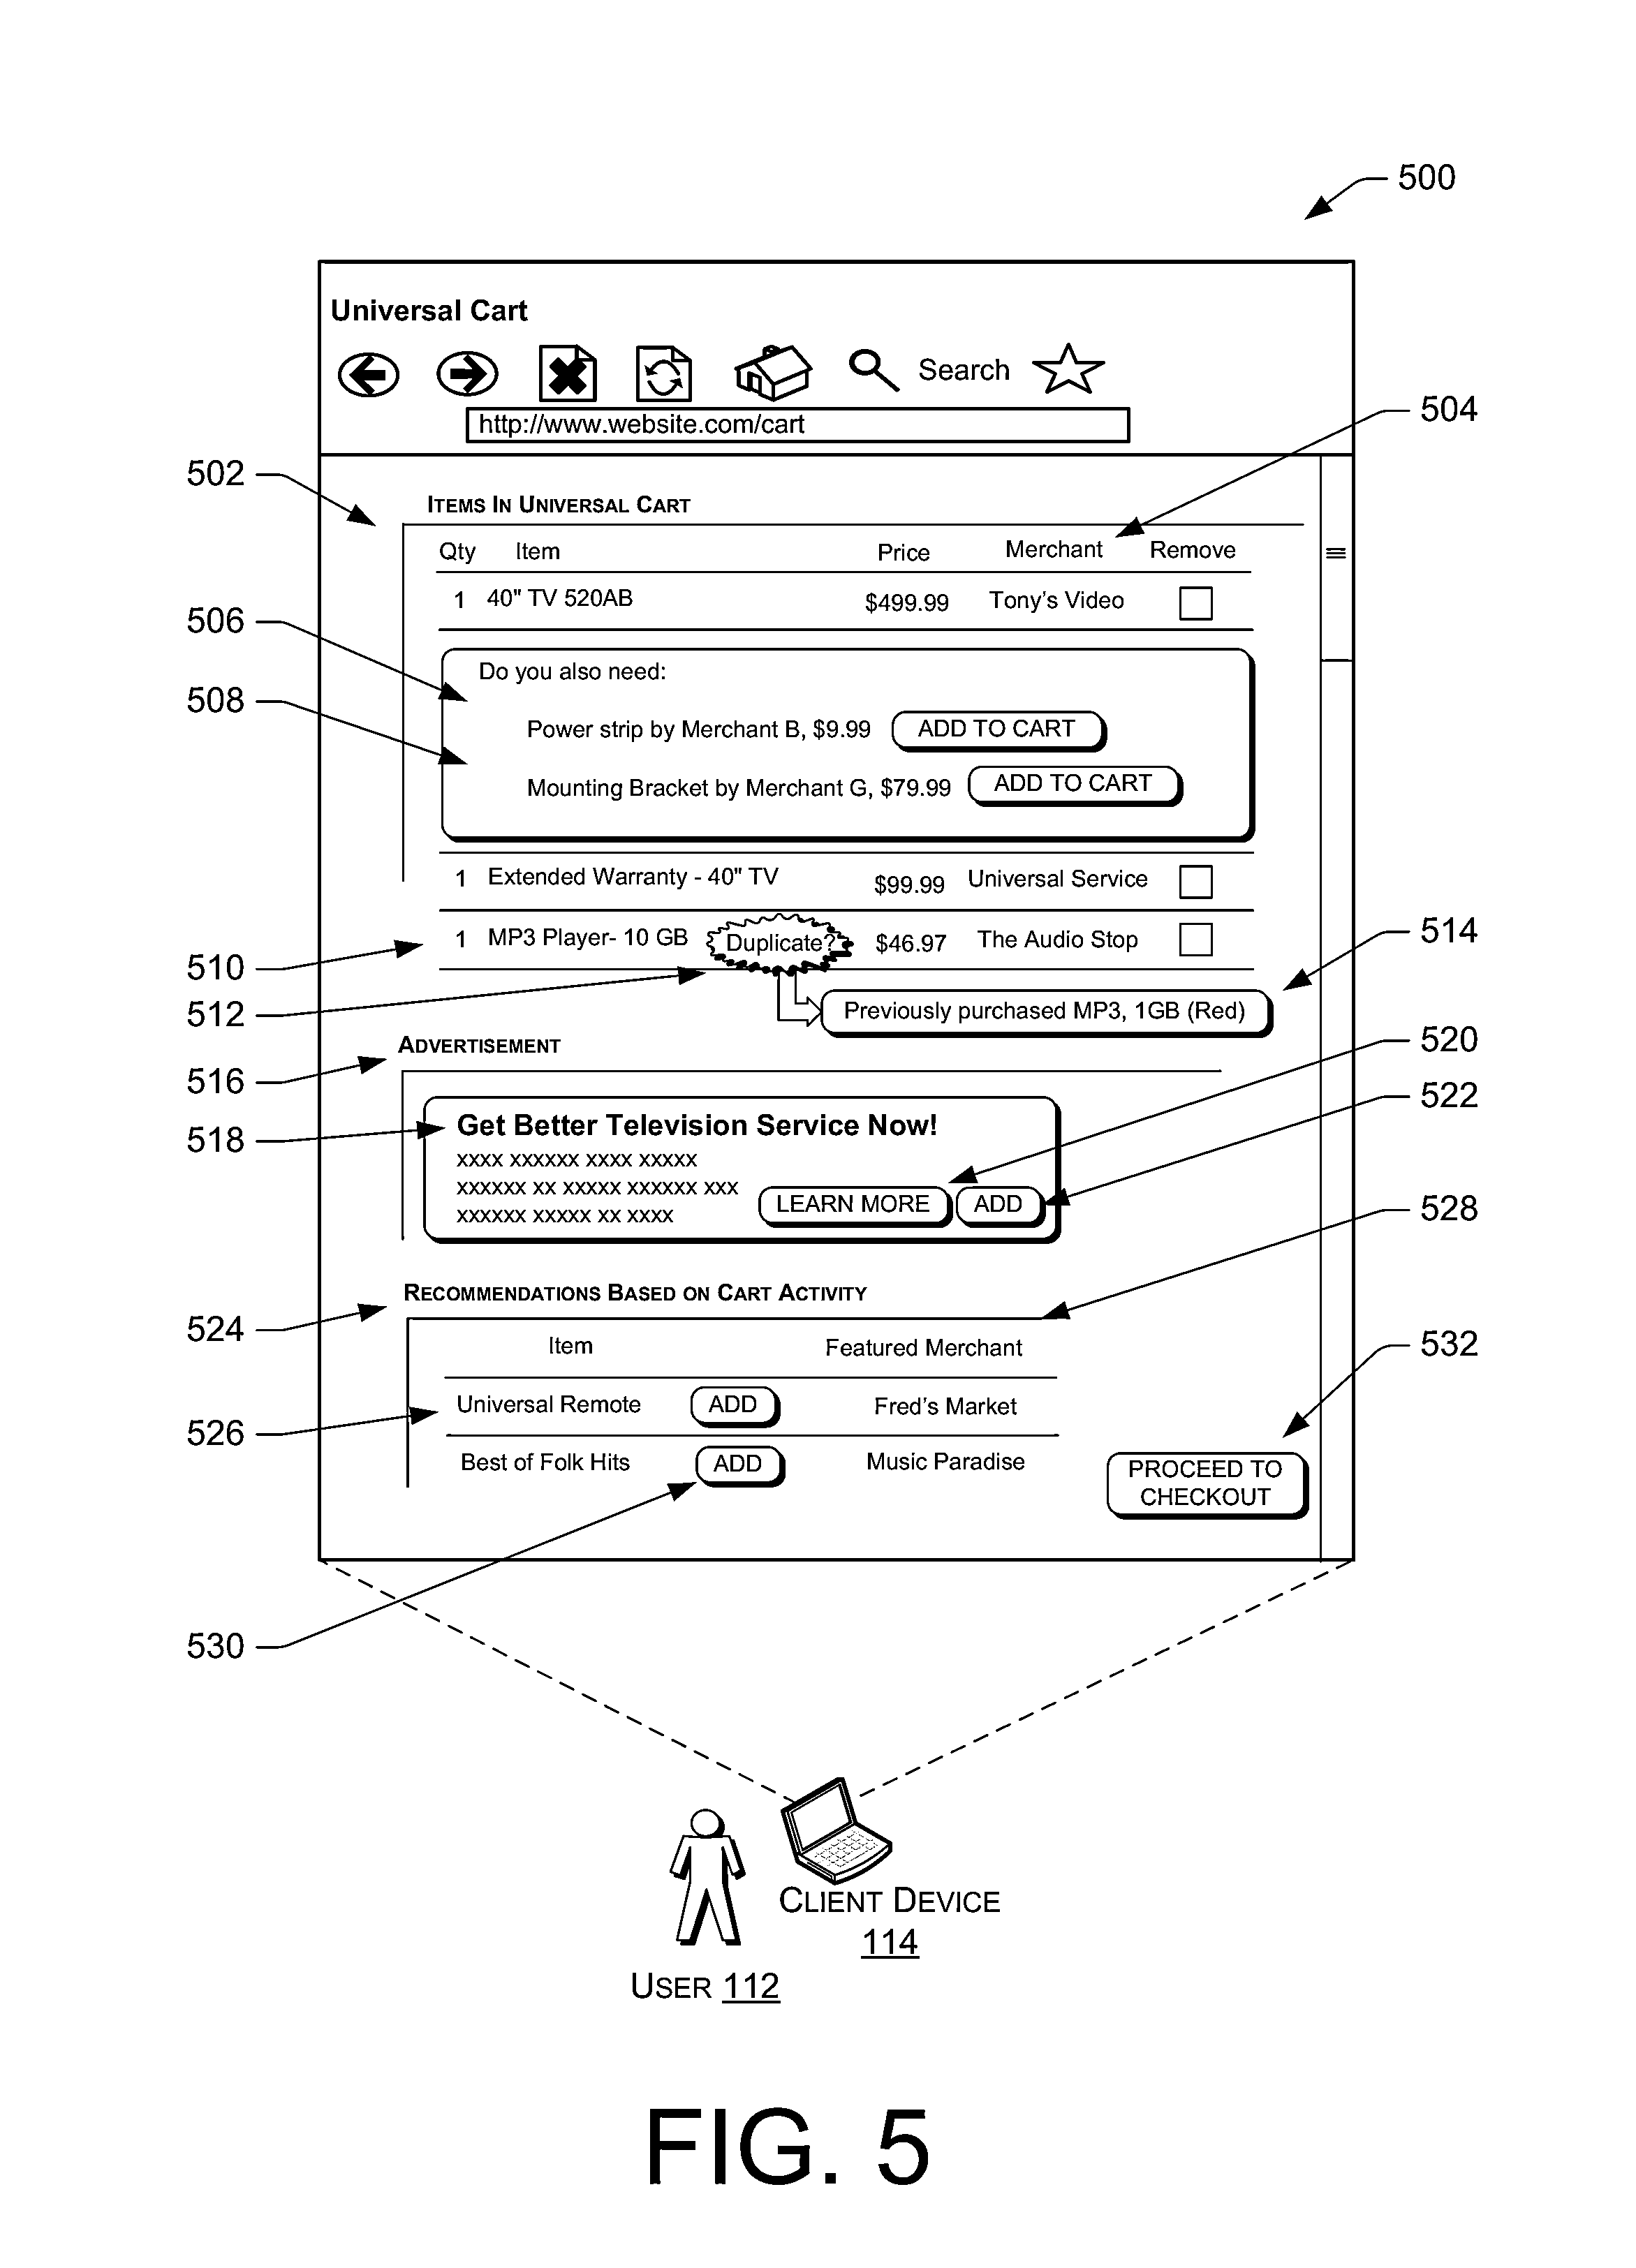 500
Universal Cart
Search
http://www.website.com/cart
504
502
ITEMS IN UNIVERSAL CART
Qty Item Price Merchant Remove
1 40" TV 520AB $499.99 Tony's Video
506
Do you also need:
508
Power strip by Merchant B, $9.99 ADD TO CART
Mounting Bracket by Merchant G, $79.99 ADD TO CART
1 Extended Warranty - 40" TV $99.99 Universal Service
514
1 MP3 Player- 10 GB Duplicate? $46.97 The Audio Stop
510
512
Previously purchased MP3, 1GB (Red)
520
ADVERTISEMENT
516
522
518
Get Better Television Service Now!
xxxx xxxxxx xxxx xxxxx
xxxxxx xx xxxxx xxxxxx xxx
xxxxxx xxxxx xx xxxx
LEARN MORE ADD
528
RECOMMENDATIONS BASED ON CART ACTIVITY
524
532
Item Featured Merchant
Universal Remote ADD Fred's Market
526
Best of Folk Hits ADD Music Paradise
PROCEED TO
CHECKOUT
530
CLIENT DEVICE
114
USER 112
FIG. 5